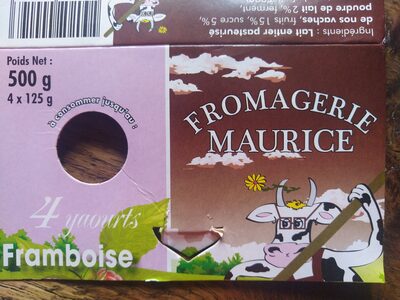 Ingrédients : Lait entier pasteurisé
de nos vaches, fruits 15%, sucre 5%,
poudre de lait 2%, ferment,
Poids Net :
500 g
4 x 125 g
à consommer jusqu'au :
FROMAGERIE
MAURICE
4 yaourts
Framboise